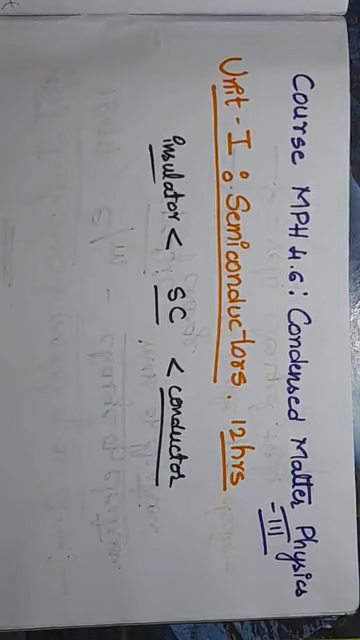 Course MPH 4.6: Condensed Matter Physics
-III
Unit-I: Semiconductors. 12hrs
insulator < SC < conductor